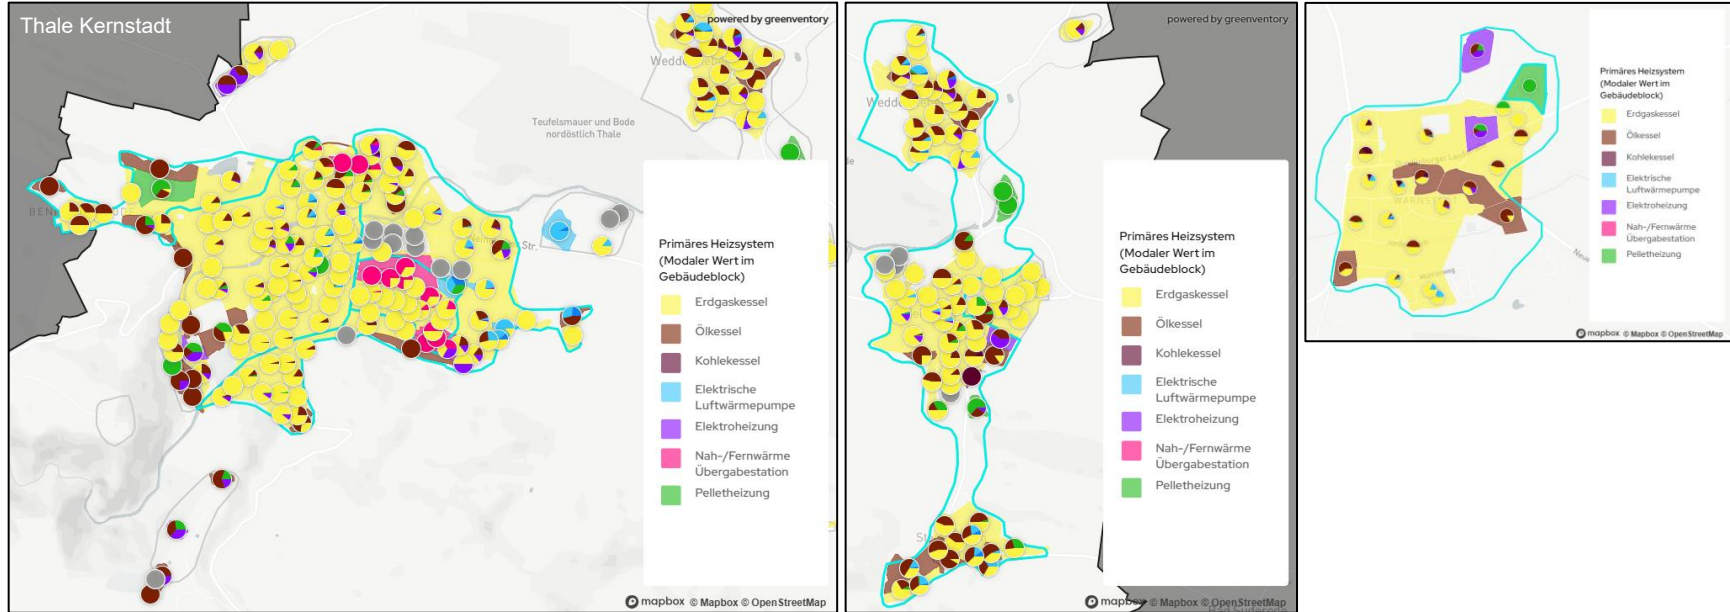 Thale Kernstadt
powered by greenventory
Teufelsmauer und Bode
nordöstlich Thale
Primäres Heizsystem
(Modaler Wert im
Gebäudeblock)
Erdgaskessel
Ölkessel
Kohlekessel
Elektrische
Luftwärmepumpe
Elektroheizung
Nah-/Fernwärme
Übergabestation
Pelletheizung
mapbox © Mapbox © OpenStreetMap
powered by greenventory
Primäres Heizsystem
(Modaler Wert im
Gebäudeblock)
Erdgaskessel
Ölkessel
Kohlekessel
Elektrische
Luftwärmepumpe
Elektroheizung
Nah-/Fernwärme
Übergabestation
Pelletheizung
mapbox © Mapbox © OpenStreetMap
Primäres Heizsystem
(Modaler Wert im
Gebäudeblock)
Erdgaskessel
Ölkessel
Kohlekessel
Elektrische
Luftwärmepumpe
Elektroheizung
Nah-/Fernwärme
Übergabestation
Pelletheizung
mapbox © Mapbox © OpenStreetMap